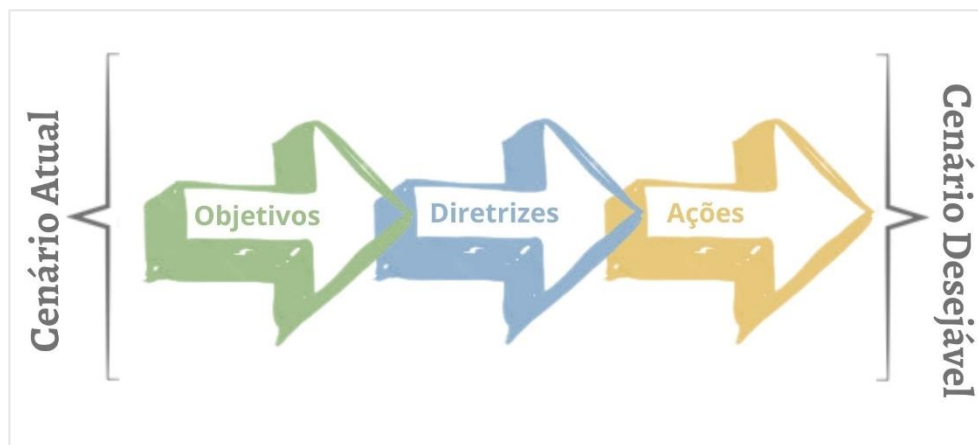 Cenário Atual
Objetivos
Diretrizes
Ações
Cenário Desejável